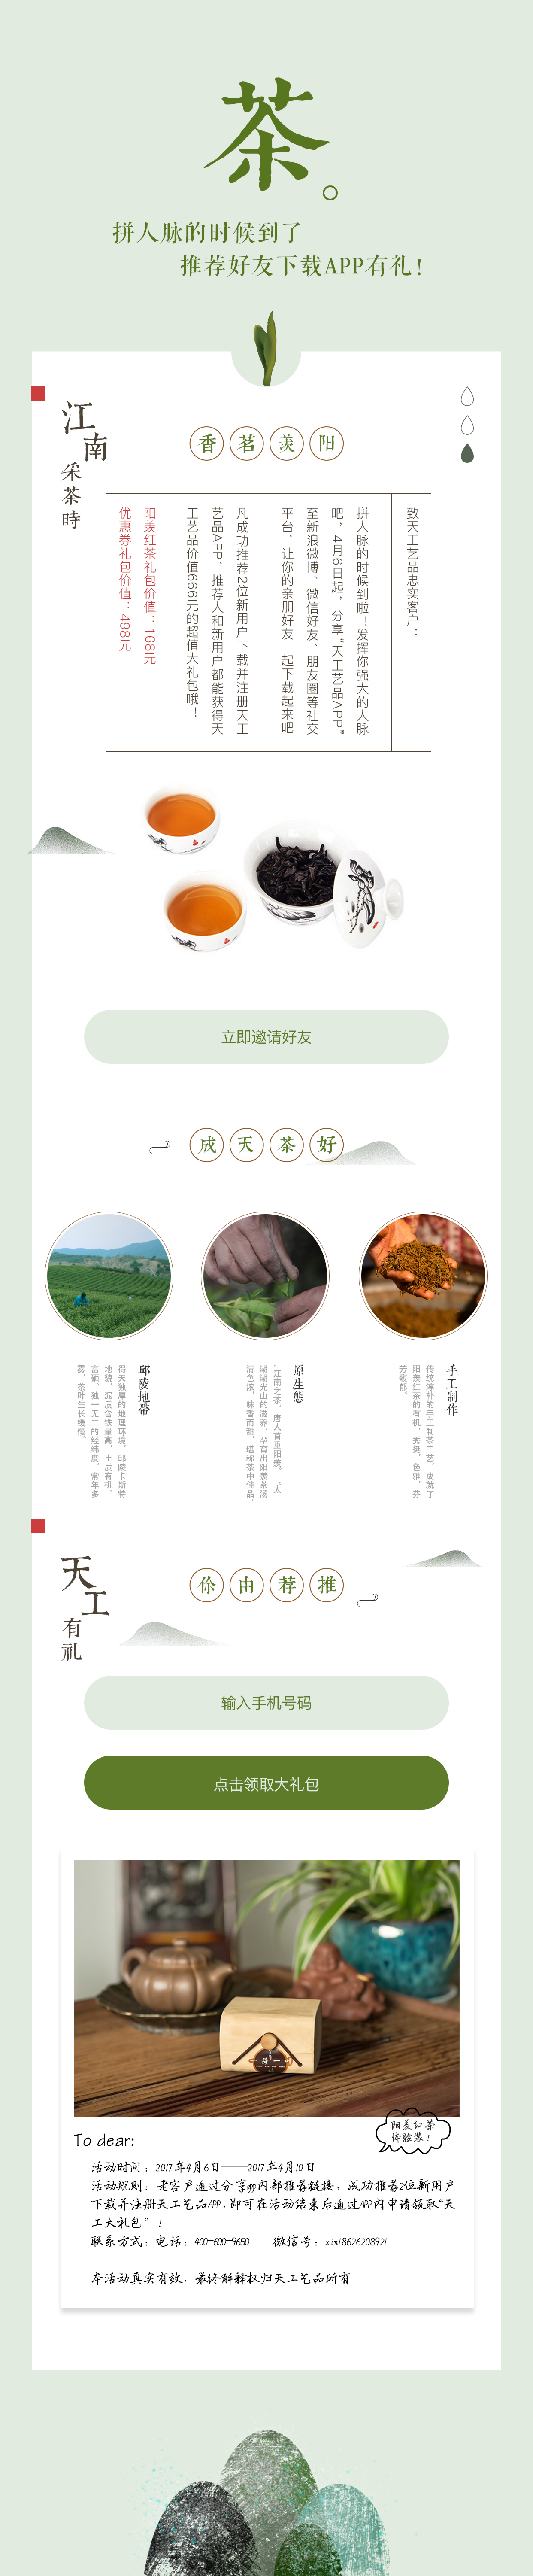 茶。
拼人脉的时候到了
推荐好友下载APP有礼！
江南
采茶時
阳羡茗香
致天工艺品忠实客户：
拼人脉的时候到啦！发挥你强大的人脉
吧，4月6日起，分享“天工艺品APP”
至新浪微博、微信好友、朋友圈等社交
平台，让你的亲朋好友一起下载起来吧
凡成功推荐2位新用户下载并注册天工
艺品APP，推荐人和新用户都能获得天
工艺品价值666元的超值大礼包哦！
阳羡红茶礼包价值：168元
优惠券礼包价值：498元
立即邀请好友
好茶天成
手工制作
传统淳朴的手工制茶工艺，成就了
阳羡红茶的有机，秀挺，色雅，芬
芳馥郁。
原生態
“江南之茶，唐人首重阳羡。”太
湖湖光山的滋养，孕育出阳羡茶汤
清色浓，味香而甜，堪称茶中佳品。
邱陵地带
得天独厚的地理环境，邱陵卡斯特
地貌，泥质含铁量高，土质有机、
富硒、独一无二的经纬度，常年多
雾，茶叶生长缓慢。
天工
有礼
推荐由伱
输入手机号码
点击领取大礼包
阳羡红茶
体验装！
To dear:
活动时间：2017年4月6日——2017年4月10日
活动规则：老客户通过分享app内部推荐链接，成功推荐2位新用户
下载并注册天工艺品APP，即可在活动结束后通过APP内申请领取“天
工大礼包”！
联系方式：电话：400-600-9650 微信号：xin18626208921
本活动真实有效，最终解释权归天工艺品所有